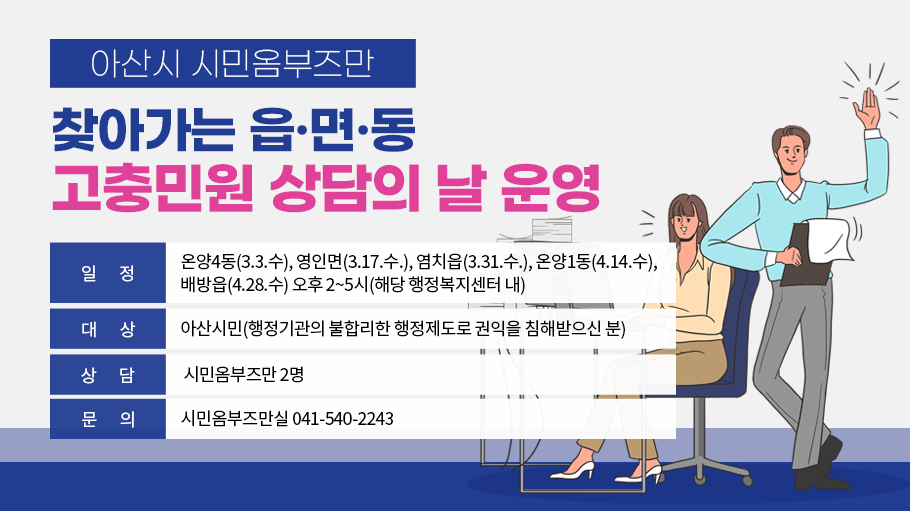 아산시 시민옴부즈만
찾아가는 읍·면·동
고충민원 상담의 날 운영
일 정
온양4동(3.3.수), 영인면(3.17.수.), 염치읍(3.31.수.), 온양1동(4.14.수),
배방읍(4.28.수) 오후 2~5시(해당 행정복지센터 내)
대 상
아산시민(행정기관의 불합리한 행정제도로 권익을 침해받으신 분)
상 담
시민옴부즈만 2명
문 의
시민옴부즈만실 041-540-2243